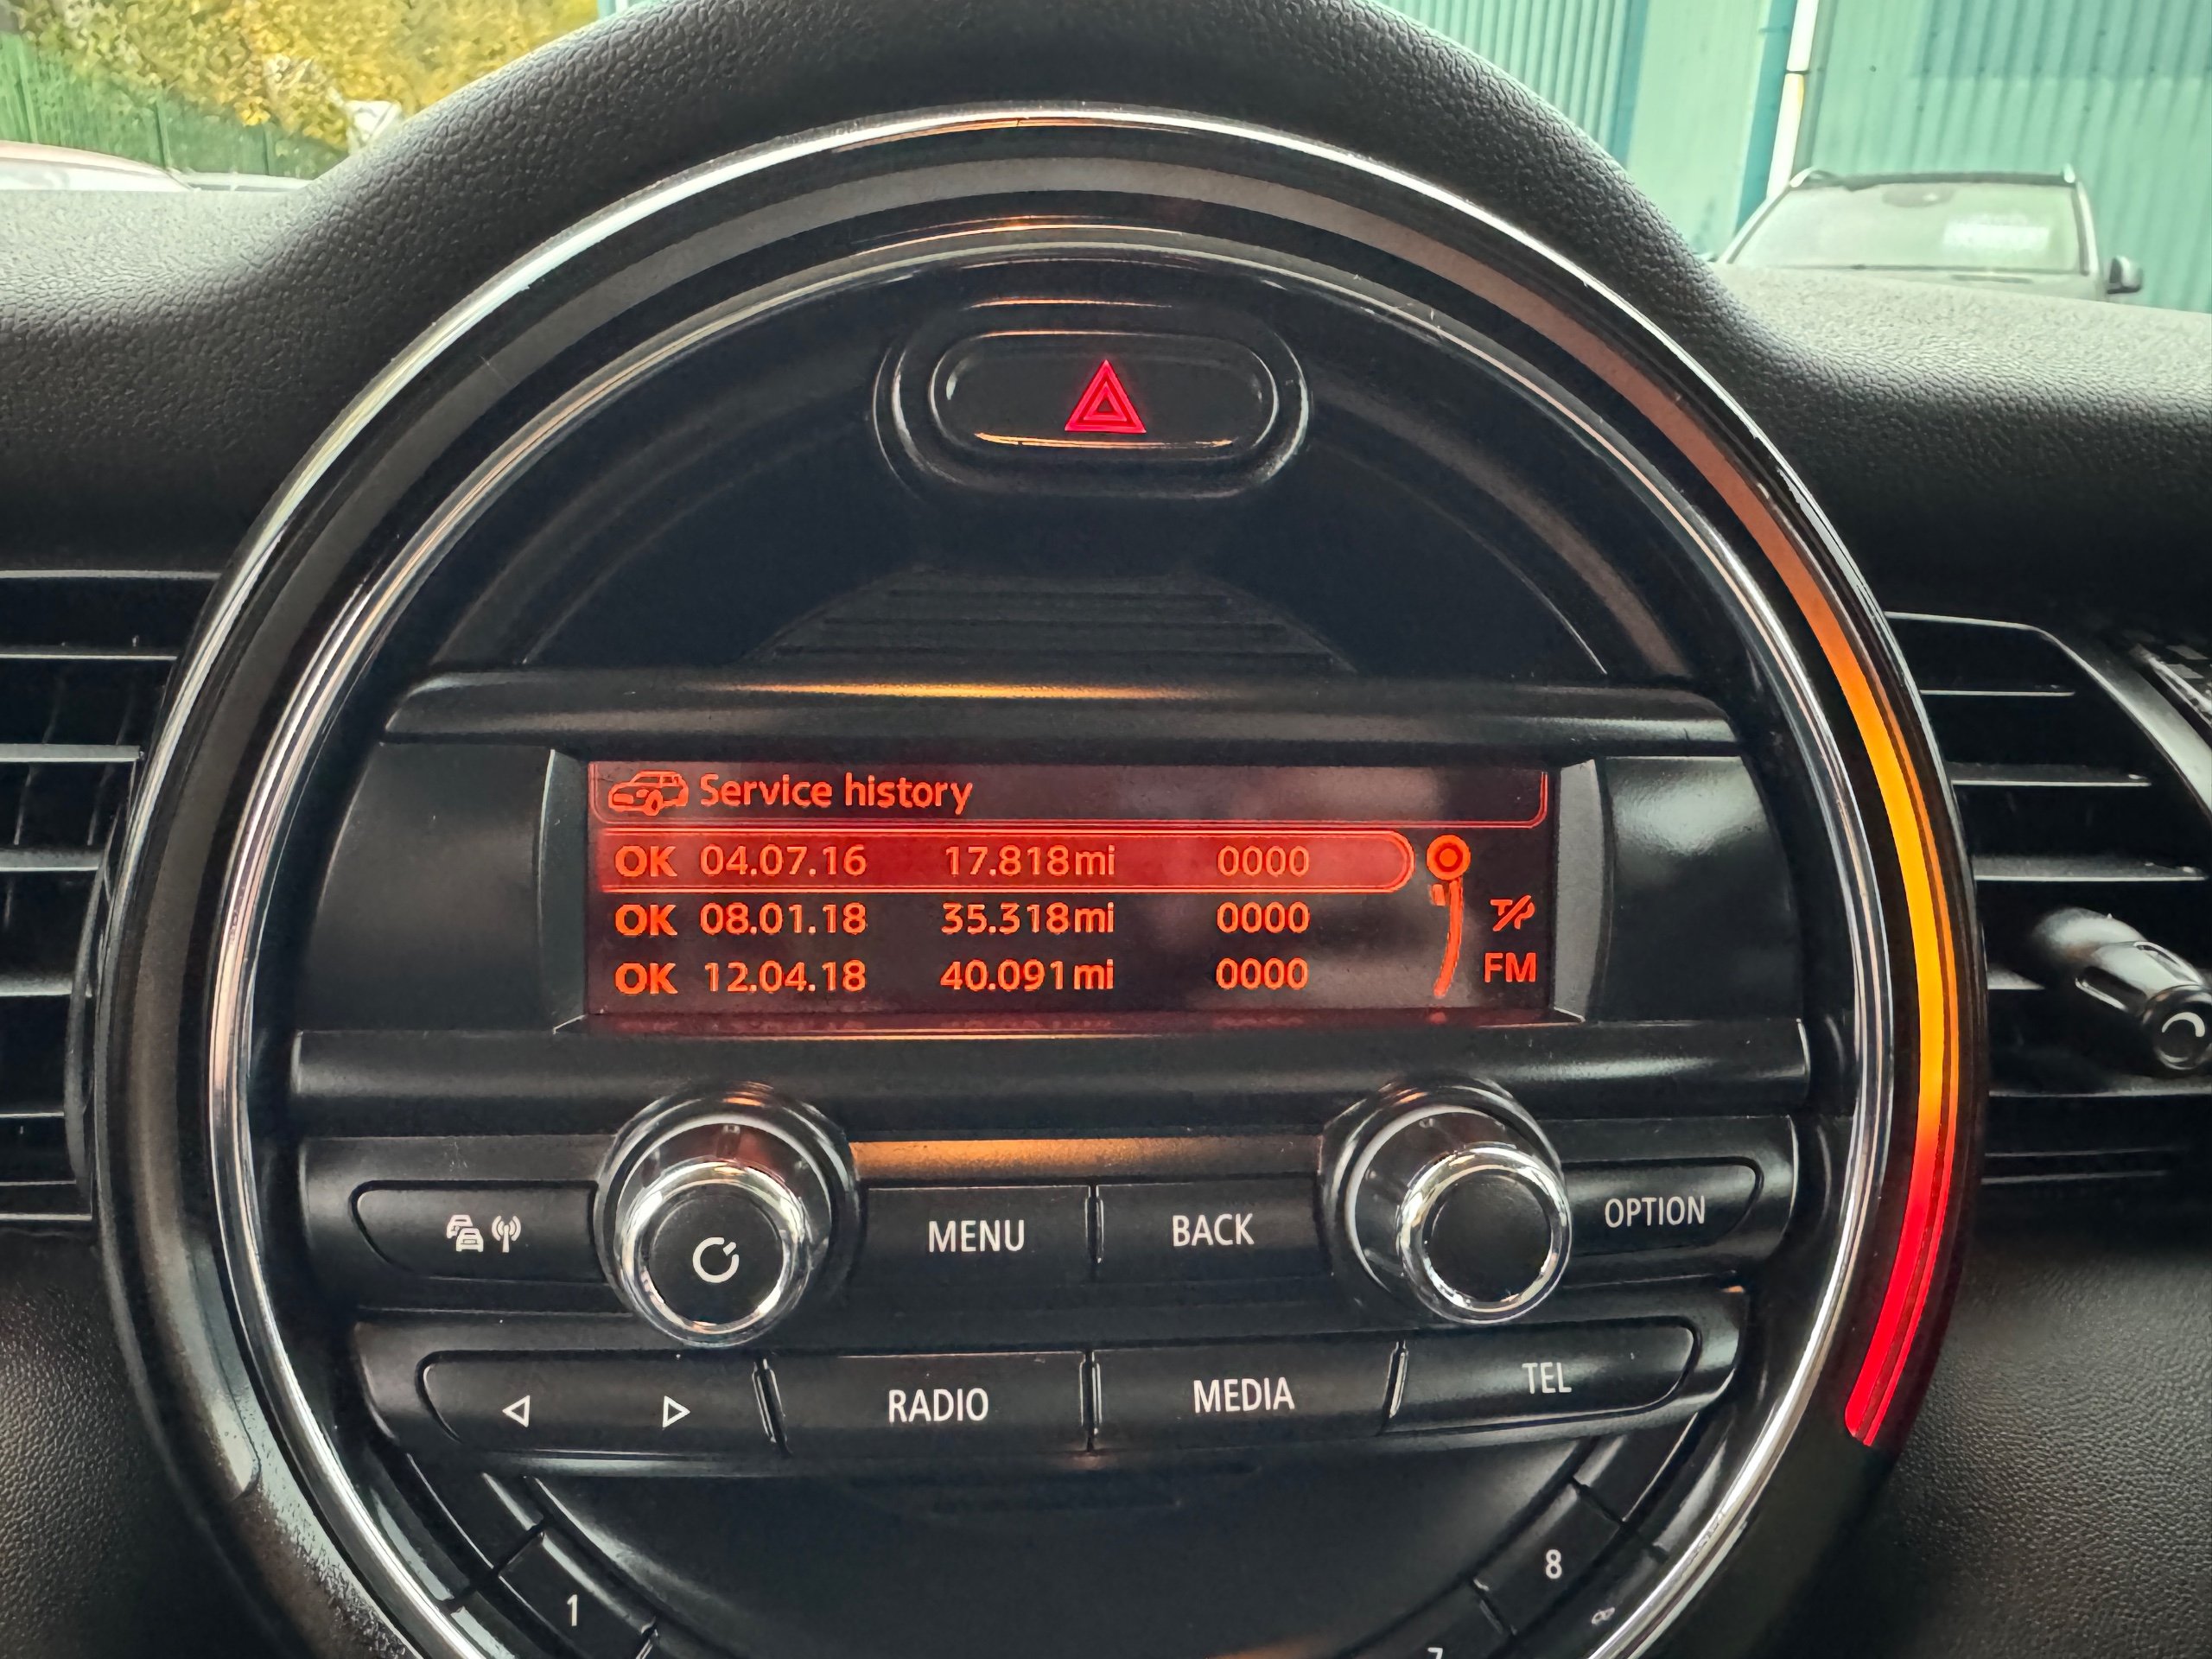 Service history
OK 04.07.16 17.818mi 0000
OK 08.01.18 35.318mi 0000
OK 12.04.18 40.091mi 0000
TP
FM
MENU
BACK
OPTION
RADIO
MEDIA
TEL
1
7
8